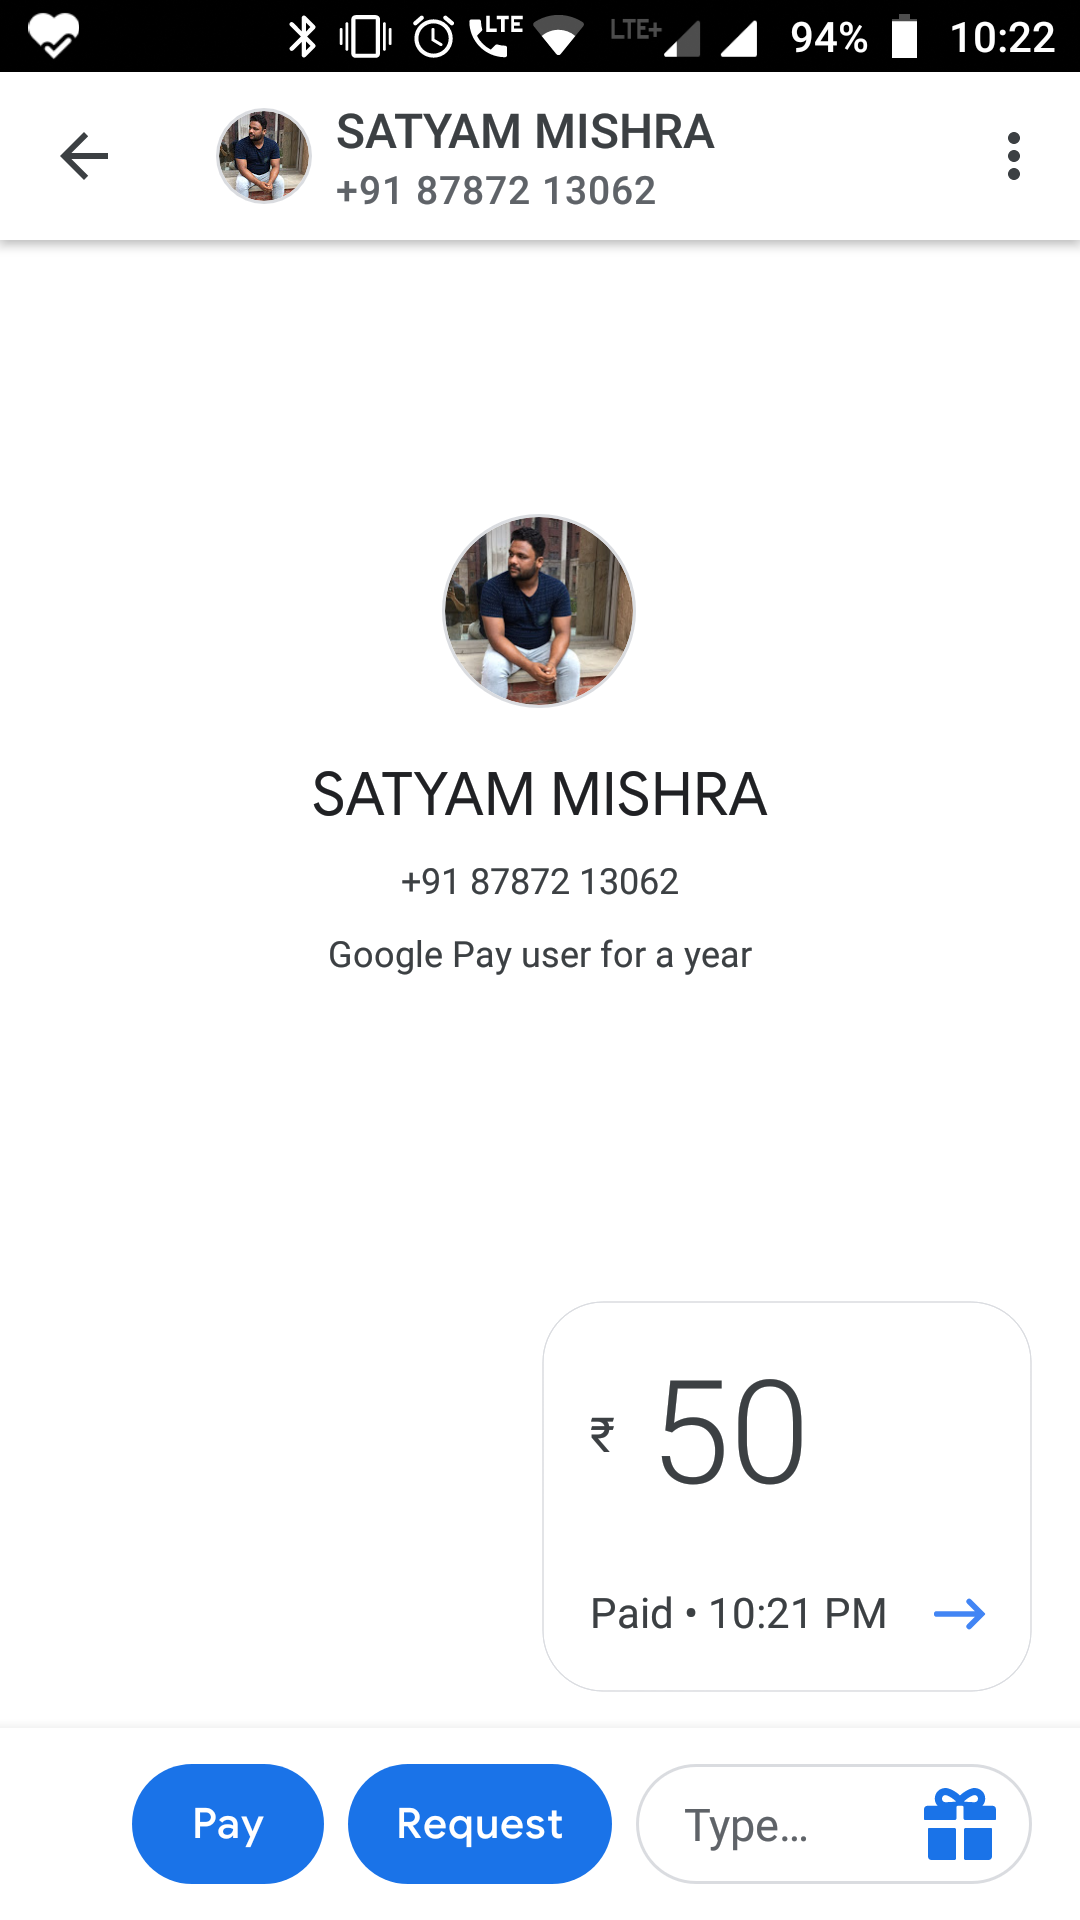 LTE LTE+ 94% 10:22
SATYAM MISHRA
+91 87872 13062
SATYAM MISHRA
+91 87872 13062
Google Pay user for a year
₹ 50
Paid • 10:21 PM
Pay Request Type...